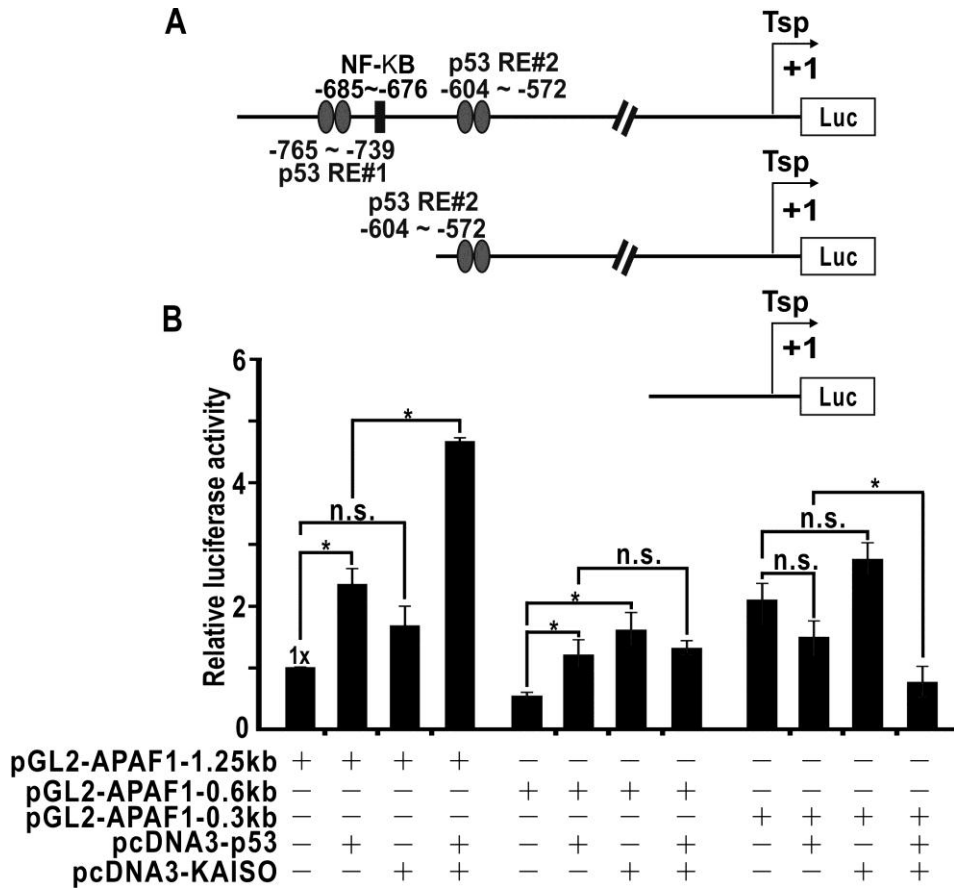 A
Tsp
+1
NF-KB
-685~-676
p53 RE#2
-604 ~ -572
Luc
-765 ~ -739
p53 RE#1
Tsp
+1
p53 RE#2
-604 ~ -572
Luc
B
Tsp
+1
Luc
Relative luciferase activity
6
4
2
0
1x
*
n.s.
*
*
*
n.s.
n.s.
n.s.
*
pGL2-APAF1-1.25kb + + + + − − − − − − − −
pGL2-APAF1-0.6kb − − − − + + + + − − − −
pGL2-APAF1-0.3kb − − − − − − − − + + + +
pcDNA3-p53 − + − + − + − + − + − +
pcDNA3-KAISO − − + + − − + + − − + +